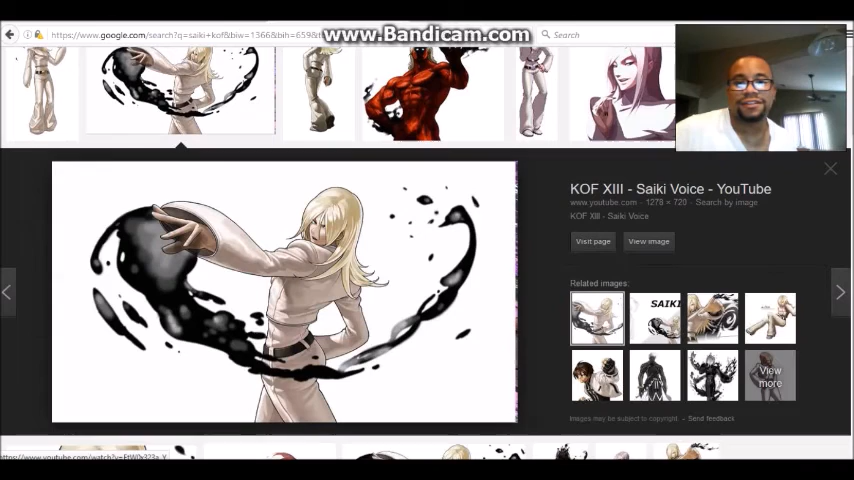 https://www.google.com/search?q=saiki+kof&biw=1366&bih=659&t
www.Bandicam.com
Search
KOF XIII - Saiki Voice - YouTube
www.youtube.com - 1278 × 720 - Search by image
KOF XIII - Saiki Voice
Visit page
View image
Related images:
SAIKI
View
more
Images may be subject to copyright. - Send feedback